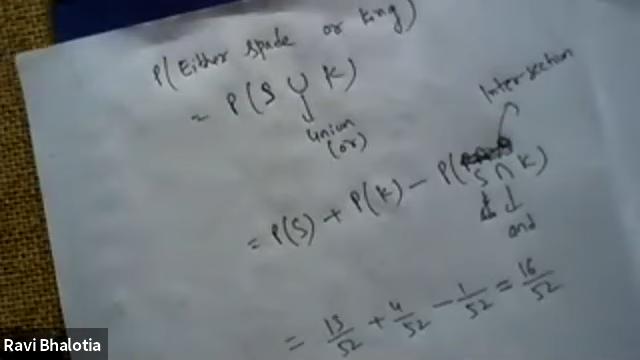 P(Either spade or king)
= P(S ∪ K)
union
(or)
Intersection
= P(S) + P(K) - P(S ∩ K)
and
= 13/52 + 4/52 - 1/52 = 16/52
Ravi Bhalotia